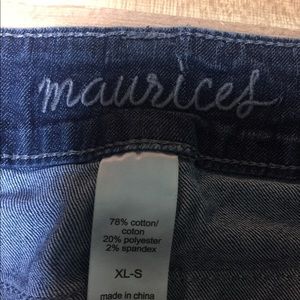 maurices
78% cotton/
coton
20% polyester
2% spandex
XL-S
made in china